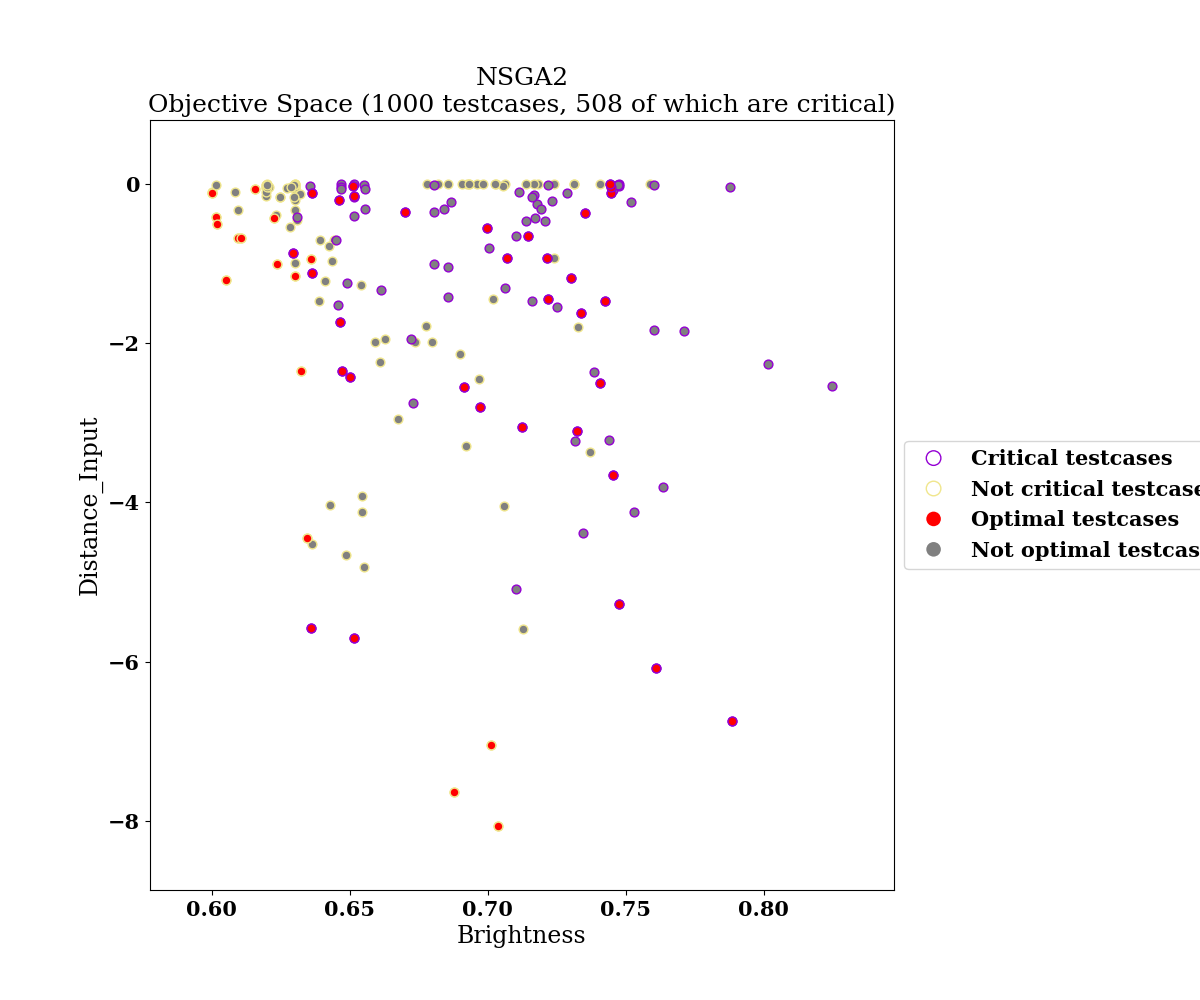 NSGA2
Objective Space (1000 testcases, 508 of which are critical)
0
−2
−4
−6
−8
Distance_Input
0.60 0.65 0.70 0.75 0.80
Brightness
Critical testcases
Not critical testcase
Optimal testcases
Not optimal testcas